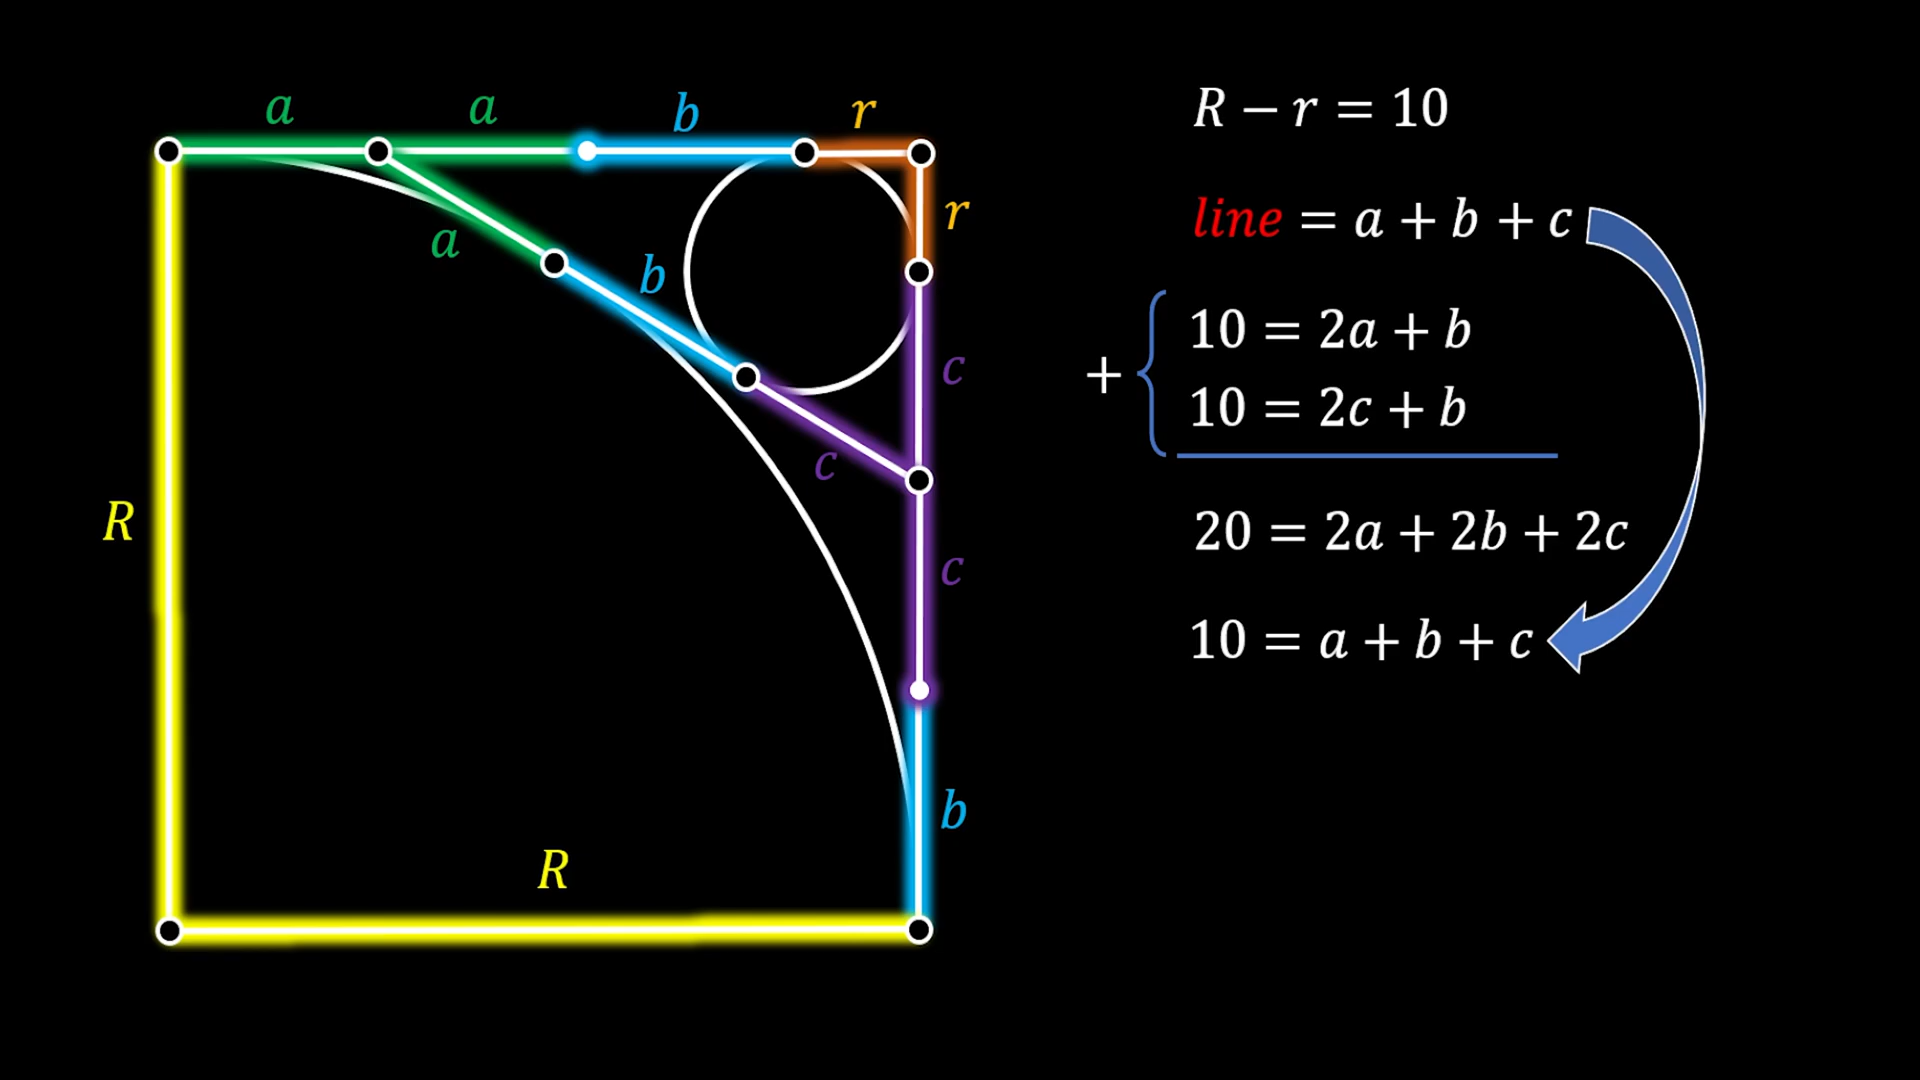 a a b r
r
a b
c
c
c
b
R
R
R − r = 10
line = a + b + c
10 = 2a + b
+
10 = 2c + b
20 = 2a + 2b + 2c
10 = a + b + c